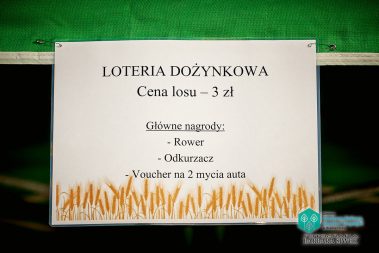 LOTERIA DOŻYNKOWA
Cena losu – 3 zł
Główne nagrody:
- Rower
- Odkurzacz
- Voucher na 2 mycia auta